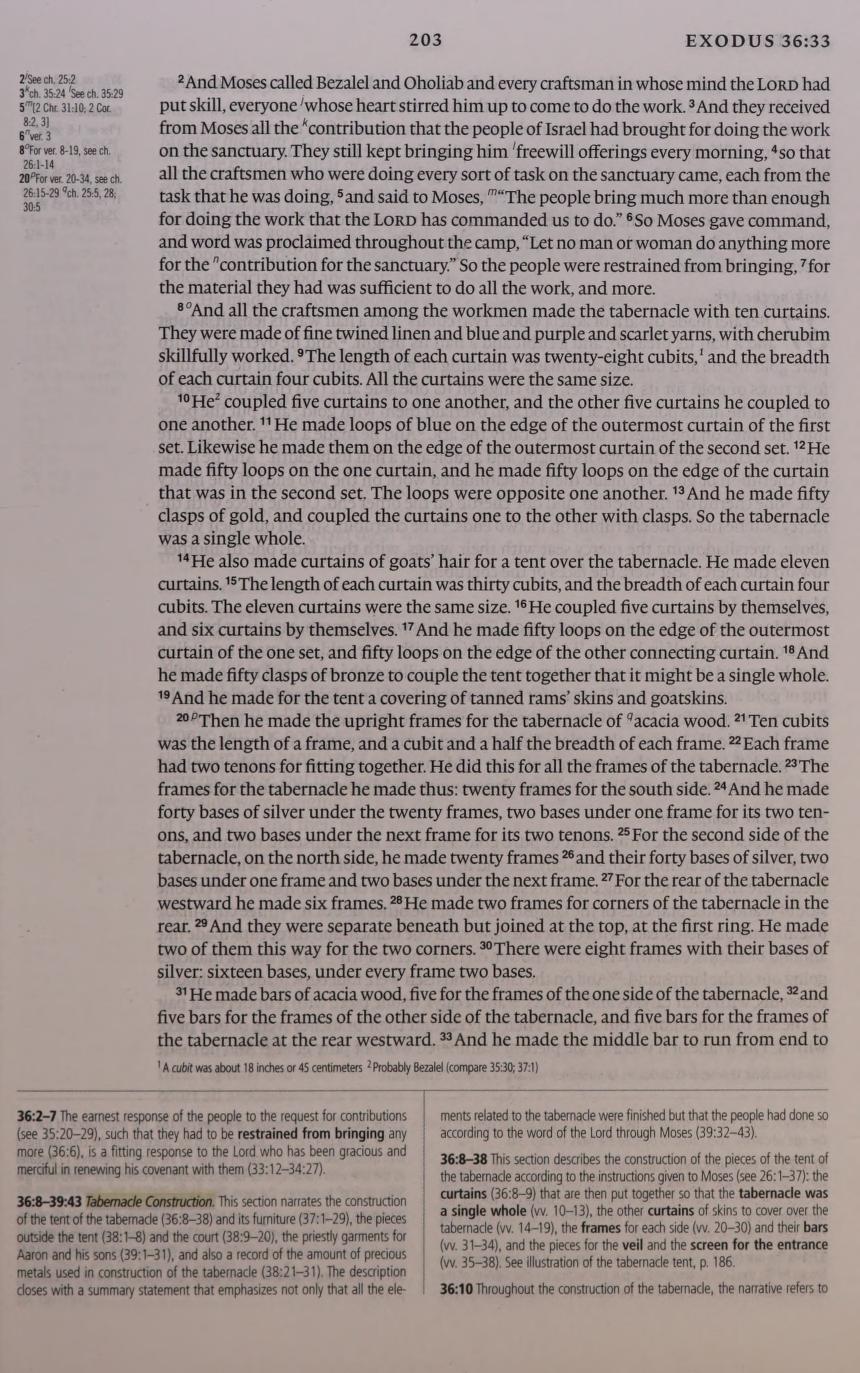 203 EXODUS 36:33
2 j See ch. 25:2
3 k ch. 35:24 l See ch. 35:29
5 m [2 Chr. 31:10; 2 Cor.
8:2, 3]
6 n ver. 3
8 o For ver. 8-19, see ch.
26:1-14
20 p For ver. 20-34, see ch.
26:15-29 q ch. 25:5, 28;
30:5
2 And Moses called Bezalel and Oholiab and every craftsman in whose mind the LORD had
put skill, everyone j whose heart stirred him up to come to do the work. 3 And they received
from Moses all the k contribution that the people of Israel had brought for doing the work
on the sanctuary. They still kept bringing him l freewill offerings every morning, 4 so that
all the craftsmen who were doing every sort of task on the sanctuary came, each from the
task that he was doing, 5 and said to Moses, m “The people bring much more than enough
for doing the work that the LORD has commanded us to do.” 6 So Moses gave command,
and word was proclaimed throughout the camp, “Let no man or woman do anything more
for the n contribution for the sanctuary.” So the people were restrained from bringing, 7 for
the material they had was sufficient to do all the work, and more.
8 o And all the craftsmen among the workmen made the tabernacle with ten curtains.
They were made of fine twined linen and blue and purple and scarlet yarns, with cherubim
skillfully worked. 9 The length of each curtain was twenty-eight cubits, 1 and the breadth
of each curtain four cubits. All the curtains were the same size.
10 He 2 coupled five curtains to one another, and the other five curtains he coupled to
one another. 11 He made loops of blue on the edge of the outermost curtain of the first
set. Likewise he made them on the edge of the outermost curtain of the second set. 12 He
made fifty loops on the one curtain, and he made fifty loops on the edge of the curtain
that was in the second set. The loops were opposite one another. 13 And he made fifty
clasps of gold, and coupled the curtains one to the other with clasps. So the tabernacle
was a single whole.
14 He also made curtains of goats’ hair for a tent over the tabernacle. He made eleven
curtains. 15 The length of each curtain was thirty cubits, and the breadth of each curtain four
cubits. The eleven curtains were the same size. 16 He coupled five curtains by themselves,
and six curtains by themselves. 17 And he made fifty loops on the edge of the outermost
curtain of the one set, and fifty loops on the edge of the other connecting curtain. 18 And
he made fifty clasps of bronze to couple the tent together that it might be a single whole.
19 And he made for the tent a covering of tanned rams’ skins and goatskins.
20 p Then he made the upright frames for the tabernacle of q acacia wood. 21 Ten cubits
was the length of a frame, and a cubit and a half the breadth of each frame. 22 Each frame
had two tenons for fitting together. He did this for all the frames of the tabernacle. 23 The
frames for the tabernacle he made thus: twenty frames for the south side. 24 And he made
forty bases of silver under the twenty frames, two bases under one frame for its two ten-
ons, and two bases under the next frame for its two tenons. 25 For the second side of the
tabernacle, on the north side, he made twenty frames 26 and their forty bases of silver, two
bases under one frame and two bases under the next frame. 27 For the rear of the tabernacle
westward he made six frames. 28 He made two frames for corners of the tabernacle in the
rear. 29 And they were separate beneath but joined at the top, at the first ring. He made
two of them this way for the two corners. 30 There were eight frames with their bases of
silver: sixteen bases, under every frame two bases.
31 He made bars of acacia wood, five for the frames of the one side of the tabernacle, 32 and
five bars for the frames of the other side of the tabernacle, and five bars for the frames of
the tabernacle at the rear westward. 33 And he made the middle bar to run from end to
1 A cubit was about 18 inches or 45 centimeters 2 Probably Bezalel (compare 35:30; 37:1)
36:2–7 The earnest response of the people to the request for contributions
(see 35:20–29), such that they had to be restrained from bringing any
more (36:6), is a fitting response to the Lord who has been gracious and
merciful in renewing his covenant with them (33:12–34:27).
36:8–39:43 Tabernacle Construction. This section narrates the construction
of the tent of the tabernacle (36:8–38) and its furniture (37:1–29), the pieces
outside the tent (38:1–8) and the court (38:9–20), the priestly garments for
Aaron and his sons (39:1–31), and also a record of the amount of precious
metals used in construction of the tabernacle (38:21–31). The description
closes with a summary statement that emphasizes not only that all the ele-
ments related to the tabernacle were finished but that the people had done so
according to the word of the Lord through Moses (39:32–43).
36:8–38 This section describes the construction of the pieces of the tent of
the tabernacle according to the instructions given to Moses (see 26:1–37): the
curtains (36:8–9) that are then put together so that the tabernacle was
a single whole (vv. 10–13), the other curtains of skins to cover over the
tabernacle (vv. 14–19), the frames for each side (vv. 20–30) and their bars
(vv. 31–34), and the pieces for the veil and the screen for the entrance
(vv. 35–38). See illustration of the tabernacle tent, p. 186.
36:10 Throughout the construction of the tabernacle, the narrative refers to